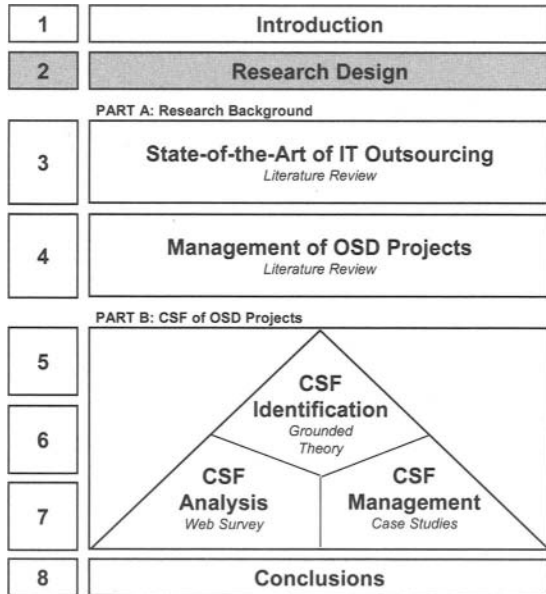 1
Introduction
2
Research Design
PART A: Research Background
3
State-of-the-Art of IT Outsourcing
Literature Review
4
Management of OSD Projects
Literature Review
PART B: CSF of OSD Projects
5
6
7
CSF
Identification
Grounded
Theory
CSF
Analysis
Web Survey
CSF
Management
Case Studies
8
Conclusions